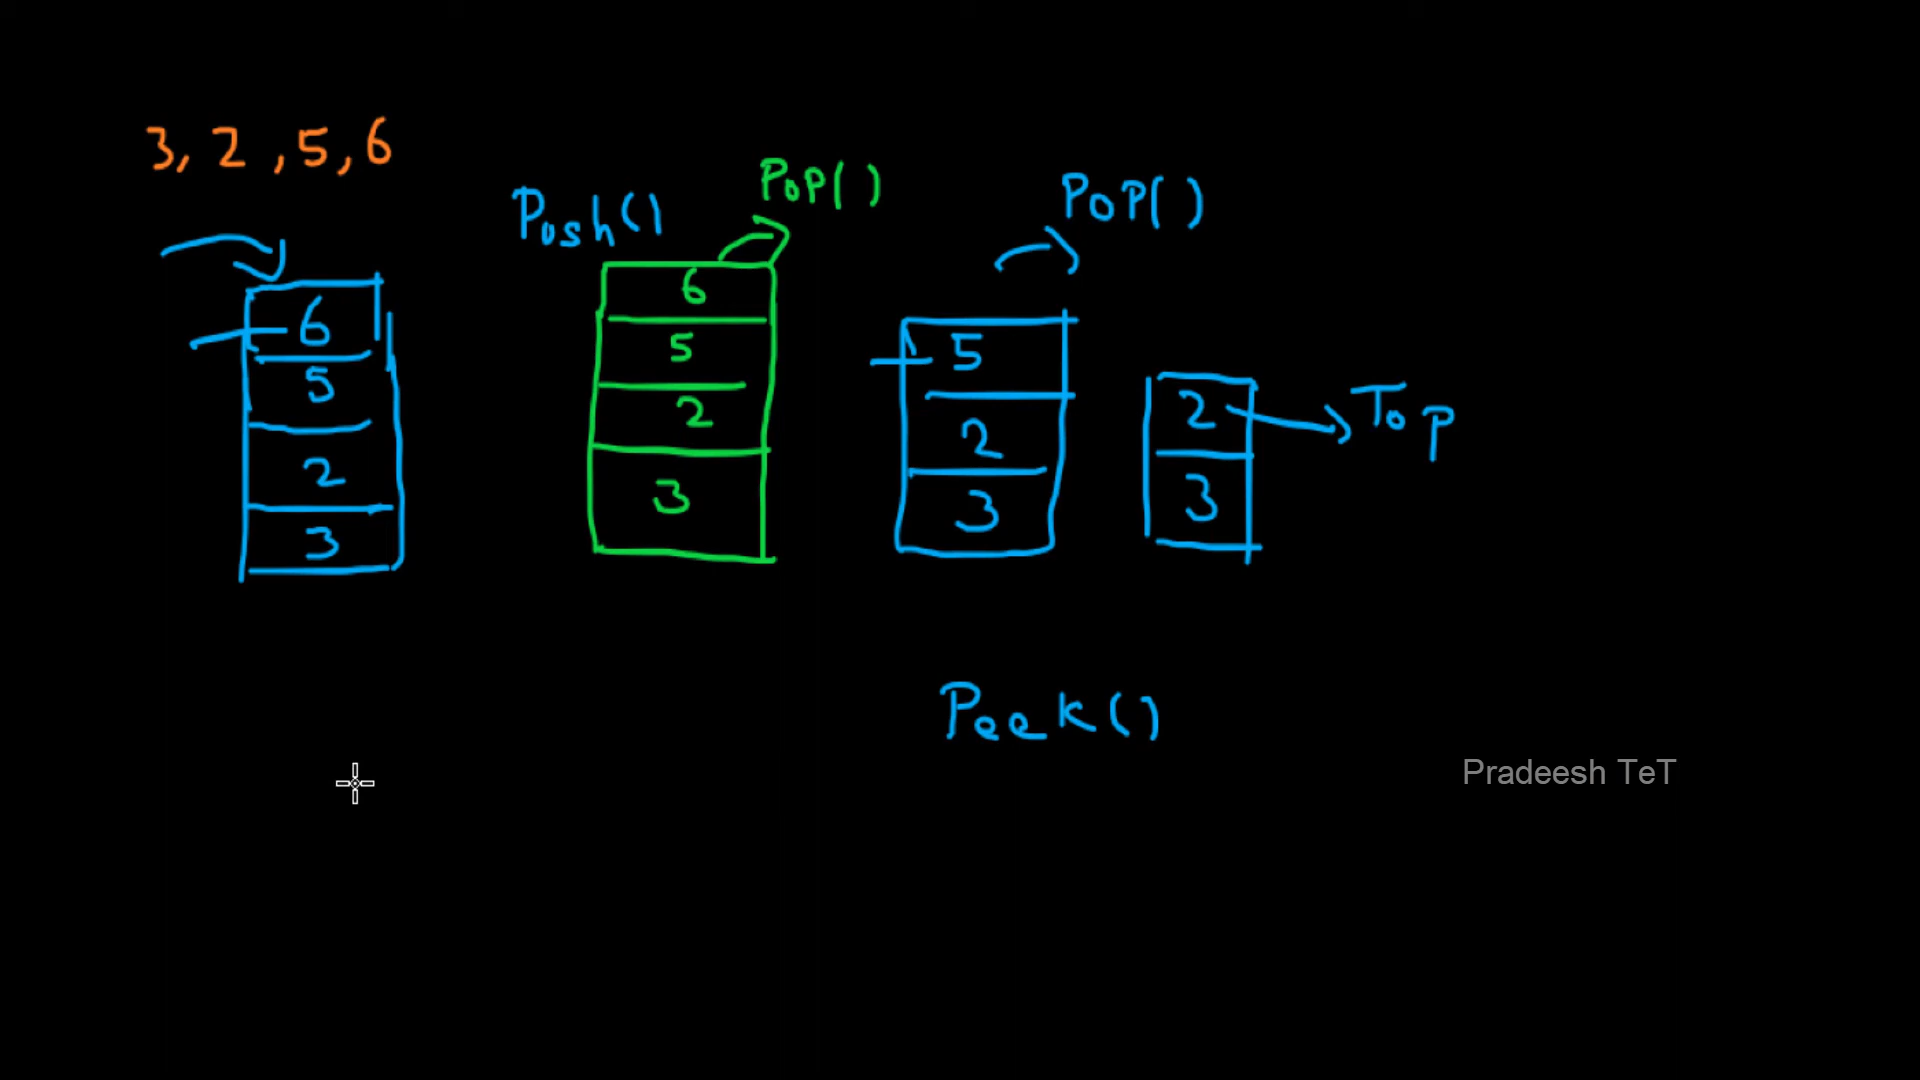 3, 2, 5, 6
Push()
Pop()
Pop()
6
5
2
3
6
5
2
3
5
2
3
2
3
Top
Peek()
Pradeesh TeT